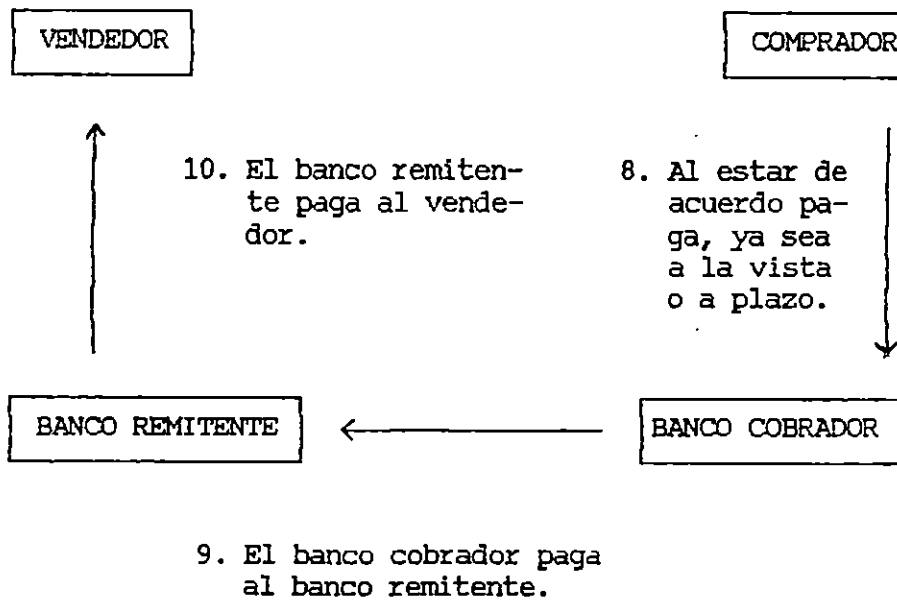 VENDEDOR
COMPRADOR
10. El banco remiten-
te paga al vende-
dor.
8. Al estar de
acuerdo pa-
ga, ya sea
a la vista
o a plazo.
BANCO REMITENTE
BANCO COBRADOR
9. El banco cobrador paga
al banco remitente.